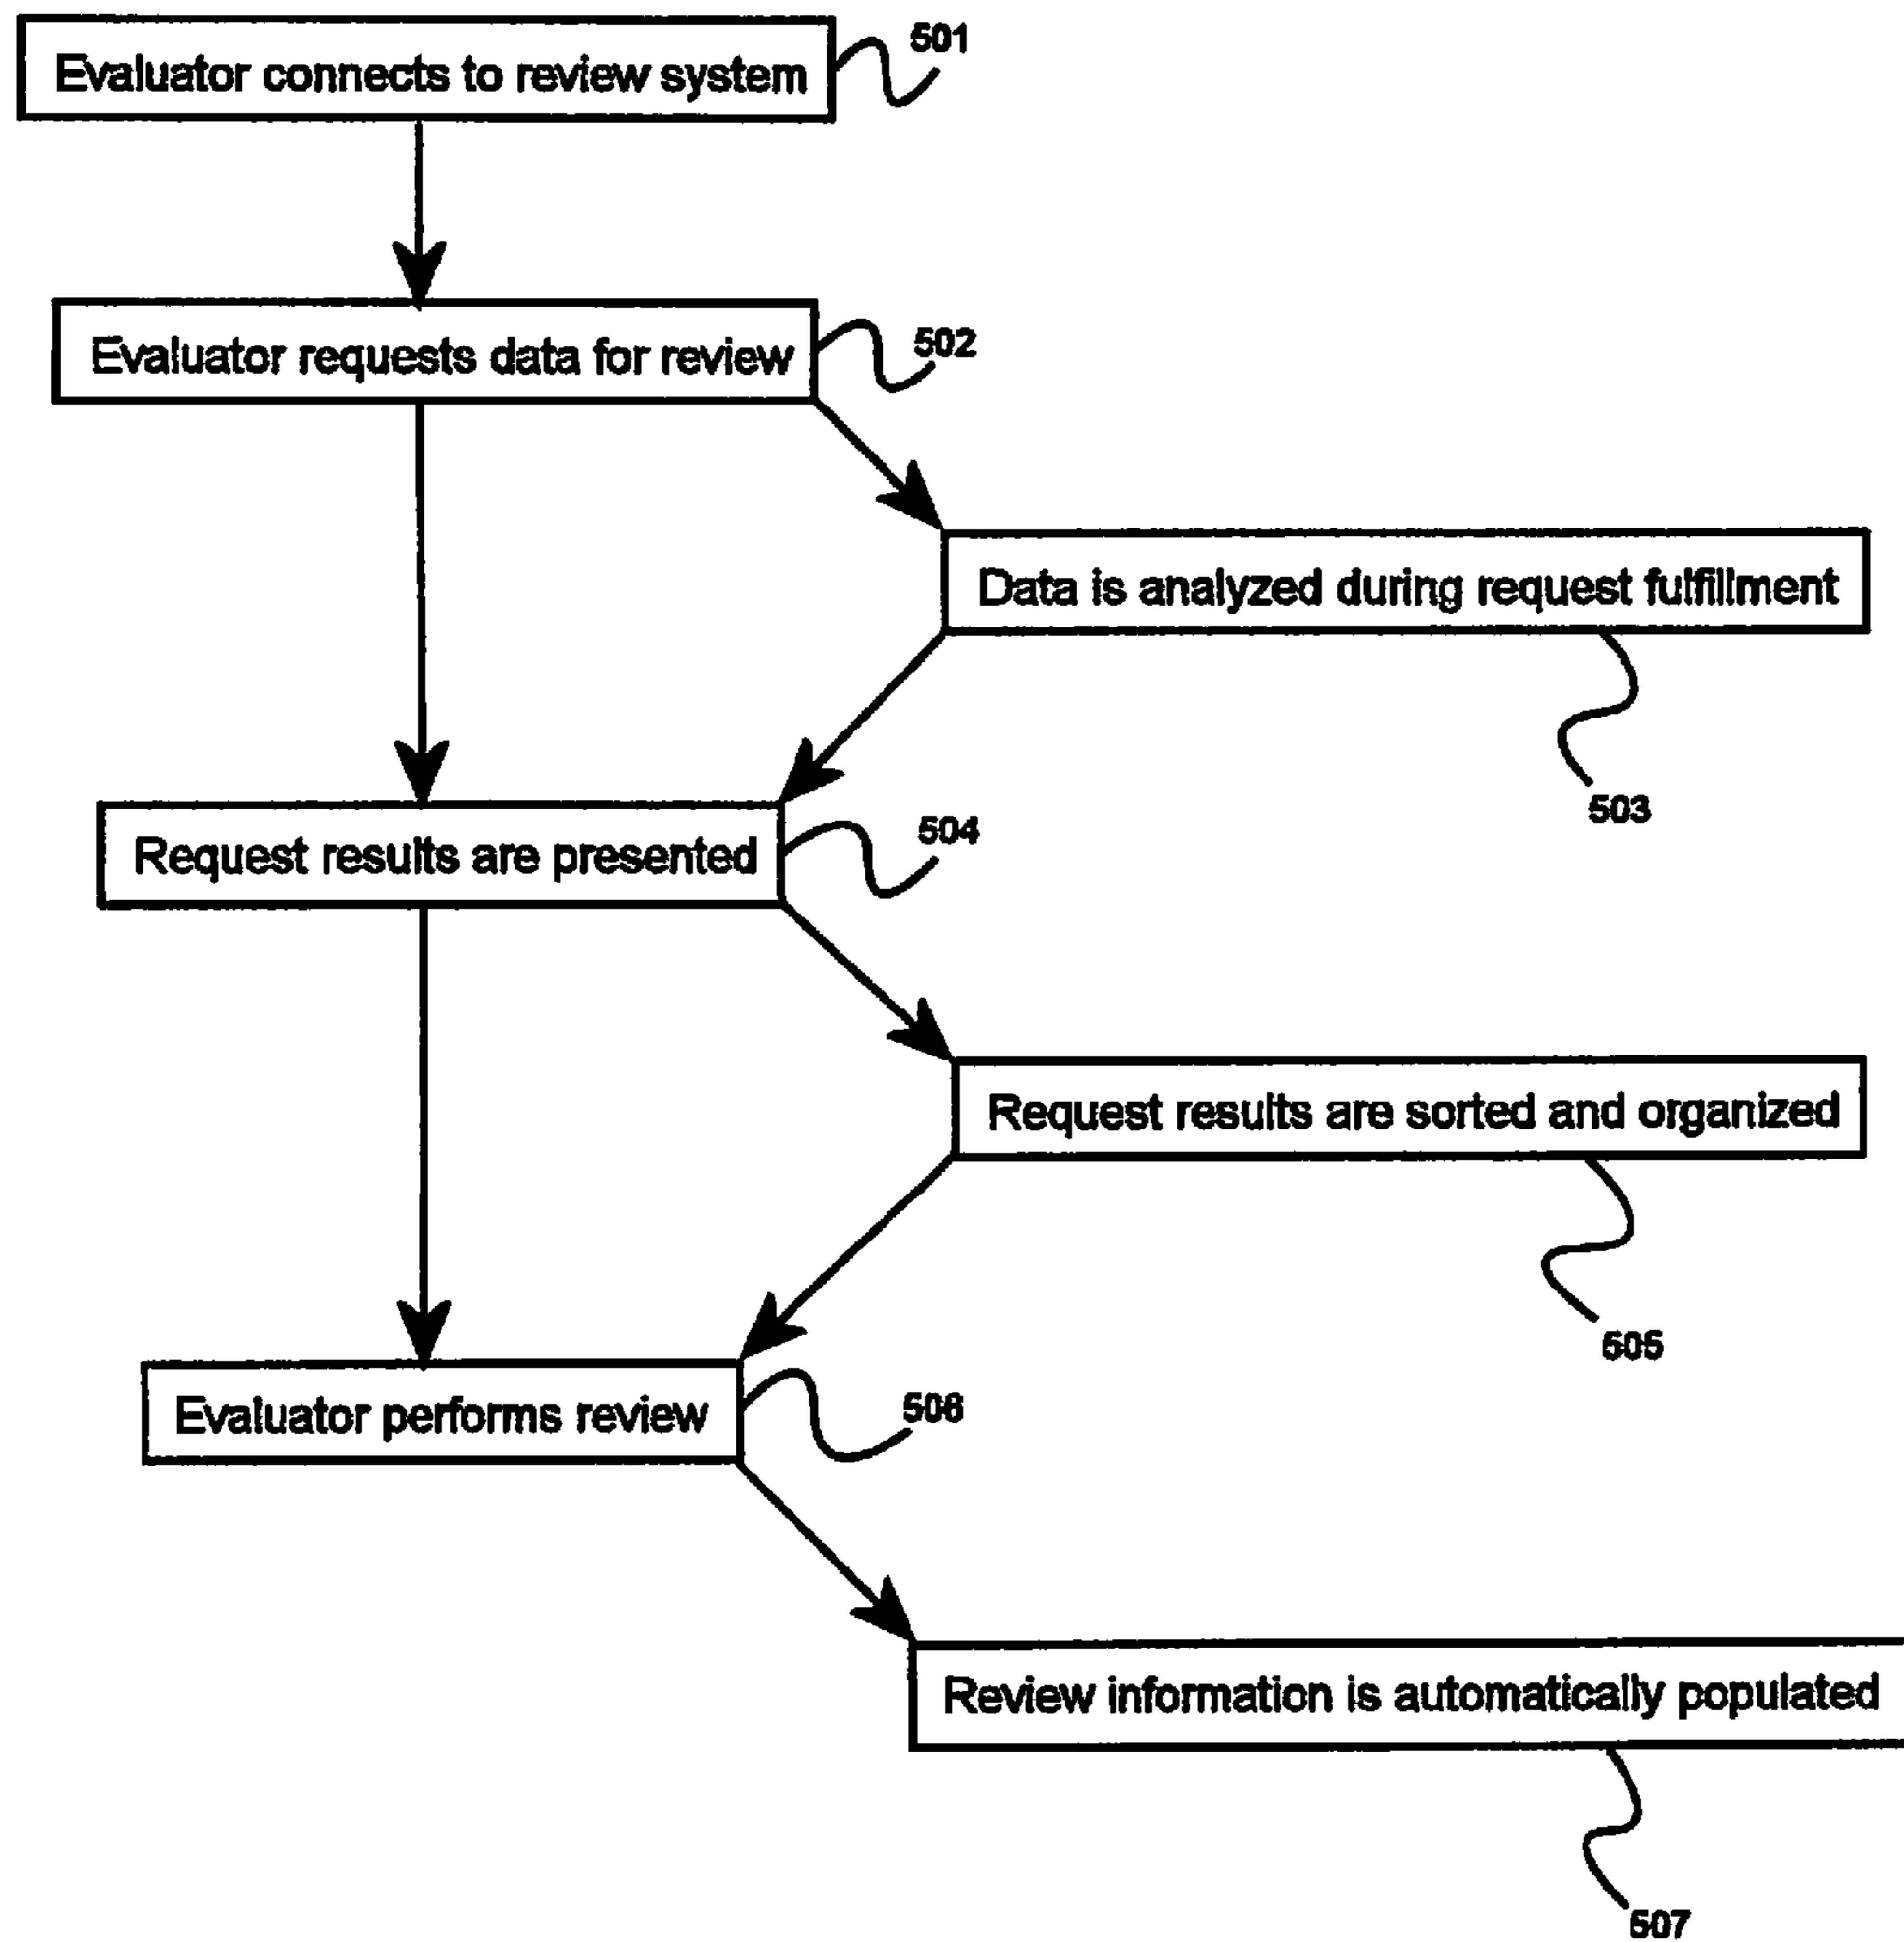 Evaluator connects to review system
501
Evaluator requests data for review
502
Data is analyzed during request fulfillment
503
Request results are presented
504
Request results are sorted and organized
505
Evaluator performs review
506
Review information is automatically populated
507